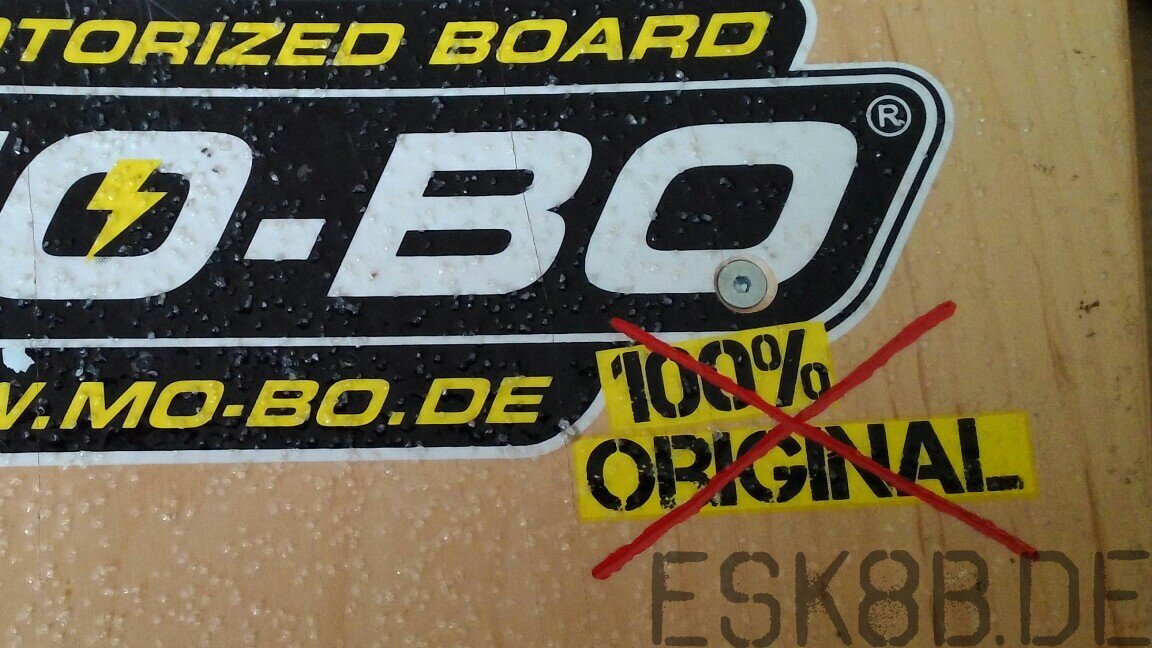 TORIZED BOARD
O-BO®
W.MO-BO.DE
100%
ORIGINAL
ESK8B.DE